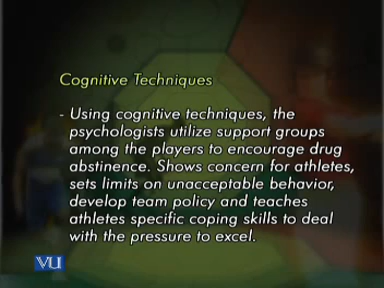 Cognitive Techniques
- Using cognitive techniques, the
psychologists utilize support groups
among the players to encourage drug
abstinence. Shows concern for athletes,
sets limits on unacceptable behavior,
develop team policy and teaches
athletes specific coping skills to deal
with the pressure to excel.
VU